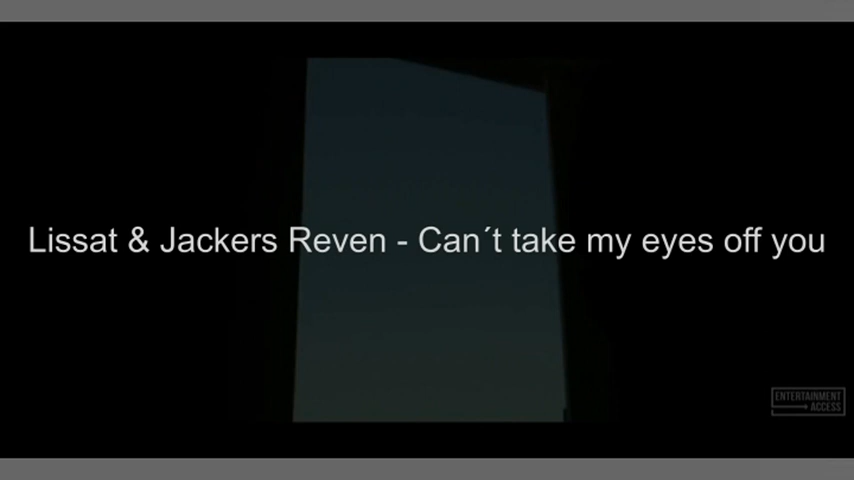 Lissat & Jackers Reven - Can´t take my eyes off you
ENTERTAINMENT
ACCESS